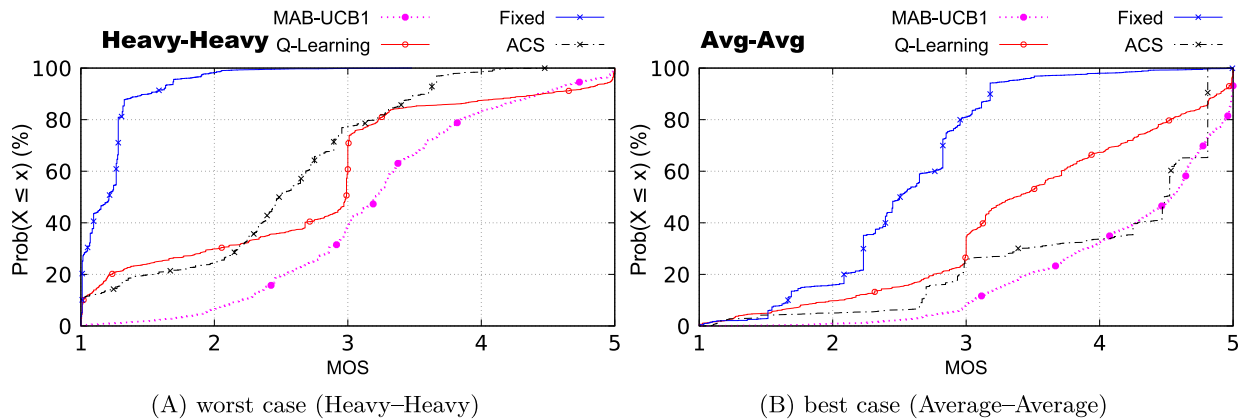 Heavy-Heavy
MAB-UCB1
Q-Learning
Fixed
ACS
Prob(X ≤ x) (%)
100
80
60
40
20
0
1 2 3 4 5
MOS
(A) worst case (Heavy–Heavy)
Avg-Avg
MAB-UCB1
Q-Learning
Fixed
ACS
Prob(X ≤ x) (%)
100
80
60
40
20
0
1 2 3 4 5
MOS
(B) best case (Average–Average)